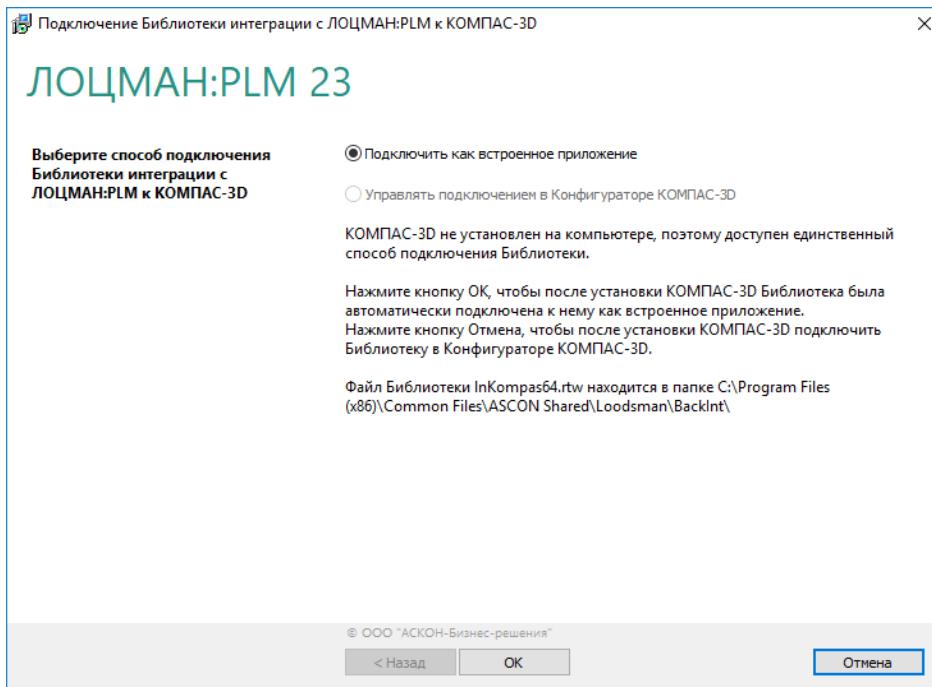 Подключение Библиотеки интеграции с ЛОЦМАН:PLM к КОМПАС-3D
ЛОЦМАН:PLM 23
Выберите способ подключения
Библиотеки интеграции с
ЛОЦМАН:PLM к КОМПАС-3D
Подключить как встроенное приложение
Управлять подключением в Конфигураторе КОМПАС-3D
КОМПАС-3D не установлен на компьютере, поэтому доступен единственный
способ подключения Библиотеки.
Нажмите кнопку ОК, чтобы после установки КОМПАС-3D Библиотека была
автоматически подключена к нему как встроенное приложение.
Нажмите кнопку Отмена, чтобы после установки КОМПАС-3D подключить
Библиотеку в Конфигураторе КОМПАС-3D.
Файл Библиотеки InKompas64.rtw находится в папке C:\Program Files
(x86)\Common Files\ASCON Shared\Loodsman\BackInt\
© ООО "АСКОН-Бизнес-решения"
< Назад
ОК
Отмена